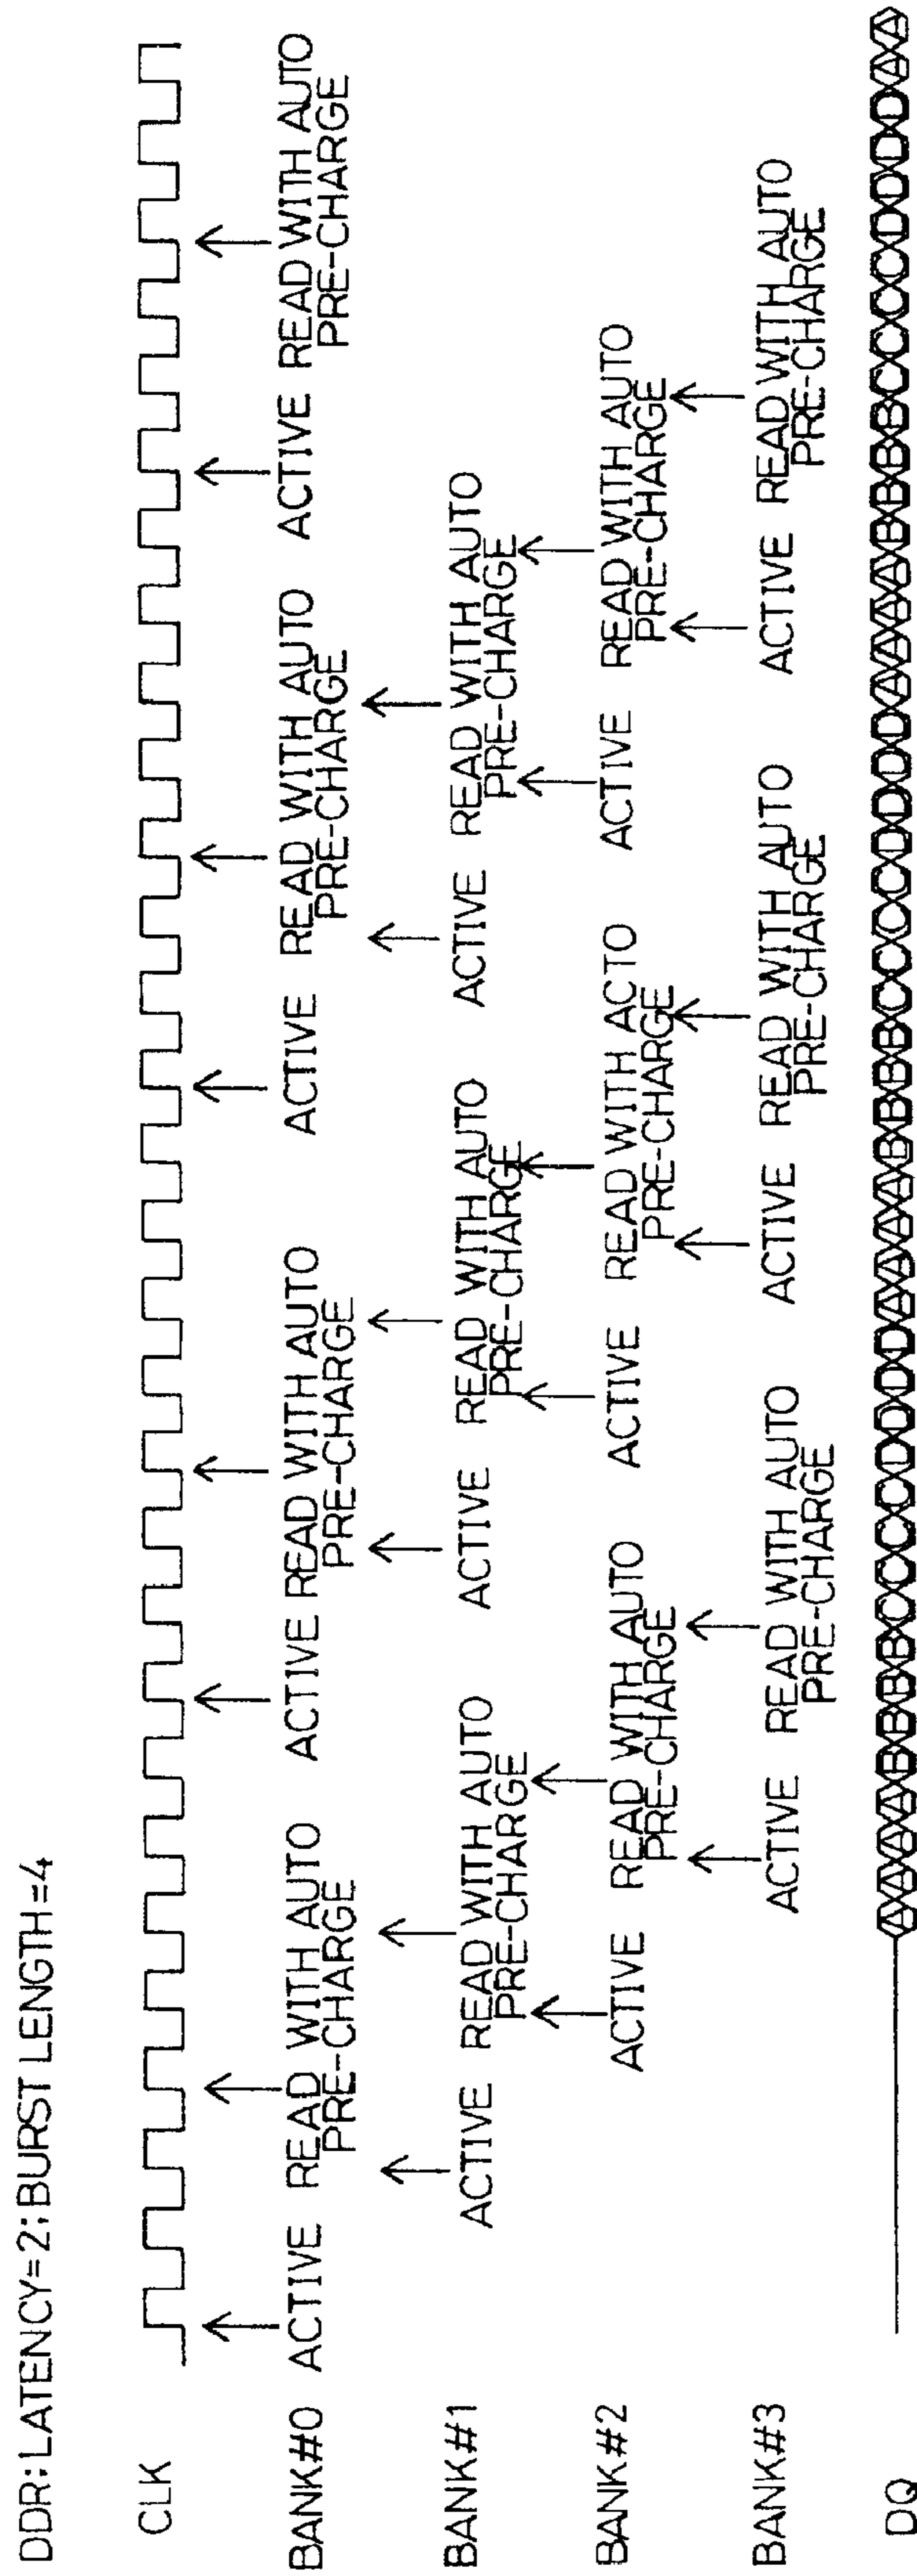 DDR:LATENCY=2;BURST LENGTH=4
CLK
BANK#0 ACTIVE READ WITH AUTO ACTIVE READ WITH AUTO ACTIVE READ WITH AUTO ACTIVE READ WITH AUTO
PRE-CHARGE PRE-CHARGE PRE-CHARGE PRE-CHARGE
BANK#1 ACTIVE READ WITH AUTO ACTIVE READ WITH AUTO ACTIVE READ WITH AUTO
PRE-CHARGE PRE-CHARGE PRE-CHARGE
BANK#2 ACTIVE READ WITH AUTO ACTIVE READ WITH ACTO ACTIVE READ WITH AUTO
PRE-CHARGE PRE-CHARGE PRE-CHARGE
BANK#3 ACTIVE READ WITH AUTO ACTIVE READ WITH AUTO ACTIVE READ WITH AUTO
PRE-CHARGE PRE-CHARGE PRE-CHARGE
DQ AAAABBBBCCCCDDDDAAAABBBBCCCCDDDDAAAABBBBCCCCDDDDAA